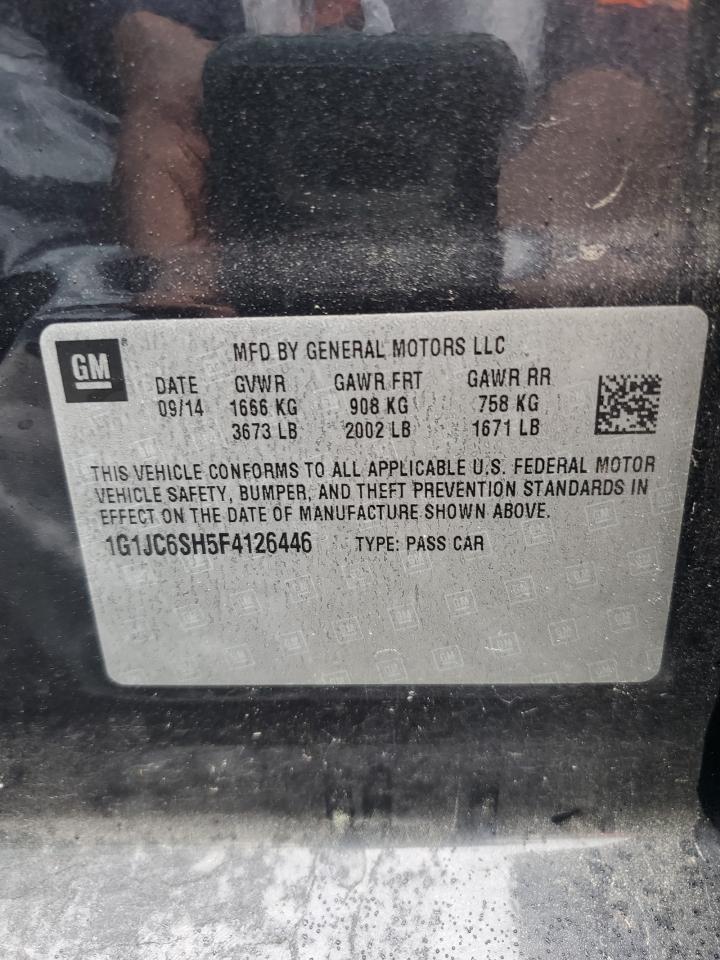 GM
MFD BY GENERAL MOTORS LLC
DATE GVWR GAWR FRT GAWR RR
09/14 1666 KG 908 KG 758 KG
3673 LB 2002 LB 1671 LB
THIS VEHICLE CONFORMS TO ALL APPLICABLE U.S. FEDERAL MOTOR
VEHICLE SAFETY, BUMPER, AND THEFT PREVENTION STANDARDS IN
EFFECT ON THE DATE OF MANUFACTURE SHOWN ABOVE.
1G1JC6SH5F4126446 TYPE: PASS CAR